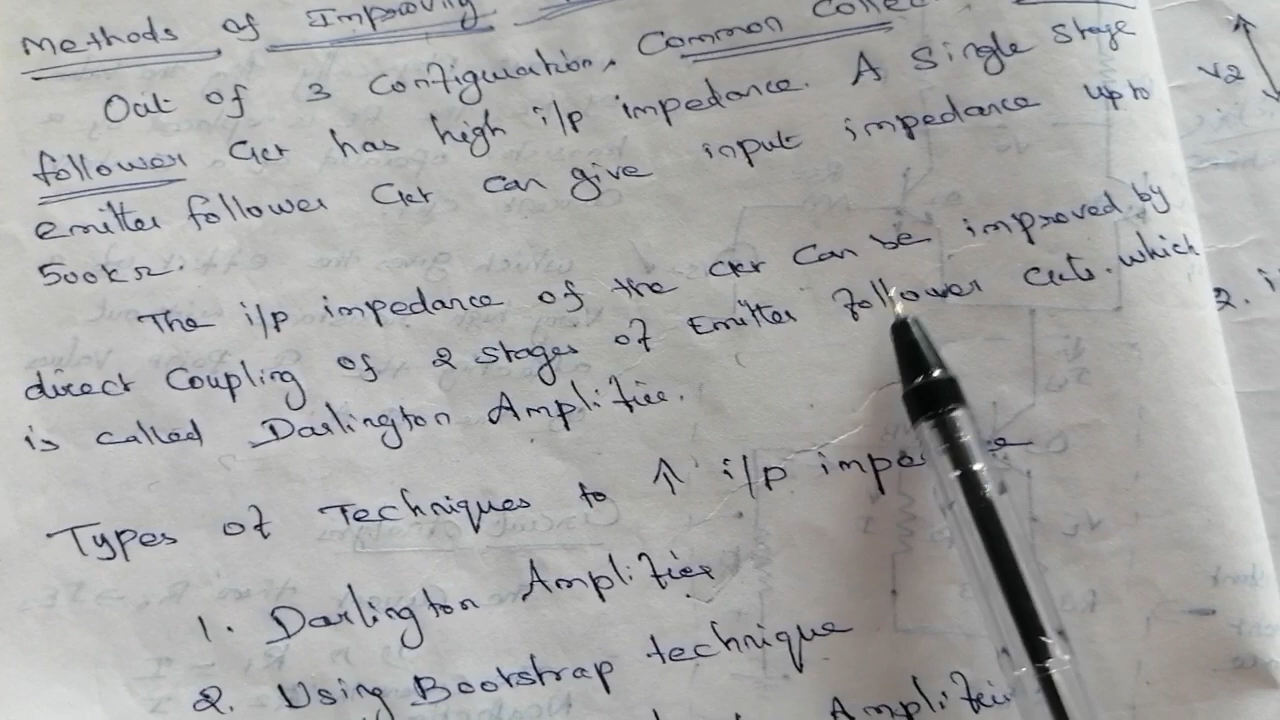 Methods of Improving
Out of 3 Configuration, Common
follower Ckt has high i/p impedance. A Single Stage
emitter follower Ckt can give input impedance upto
500kΩ.
The i/p impedance of the ckt can be improved by
direct Coupling of 2 stages of Emitter follower Ckts. which
is called Darlington Amplifier.
Types of Techniques to ↑ i/p
1. Darlington Amplifier
2. Using Bootstrap technique
Amplifier
V2
2.